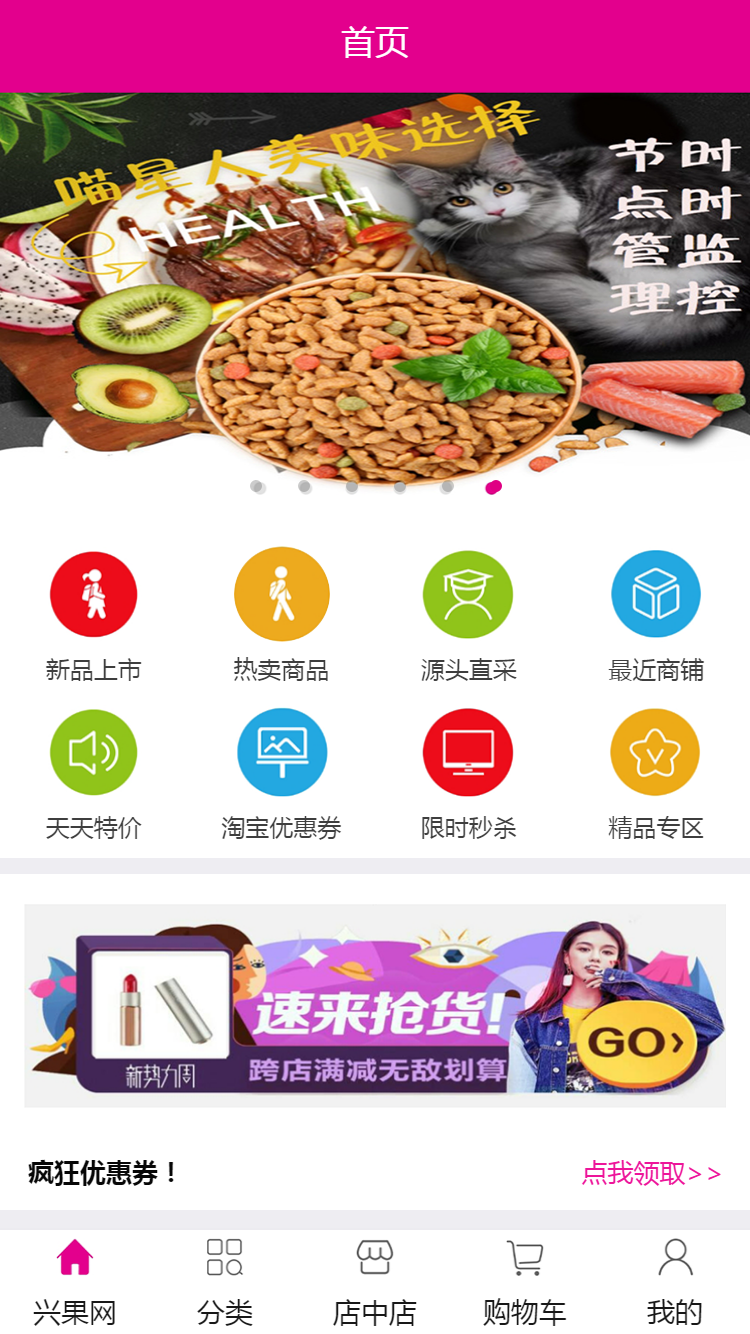 首页
喵星人美味选择
HEALTH
节时
点时
管监
理控
新品上市
热卖商品
源头直采
最近商铺
天天特价
淘宝优惠券
限时秒杀
精品专区
速来抢货!
GO>
新势力周
跨店满减无敌划算
疯狂优惠券！
点我领取>>
兴果网
分类
店中店
购物车
我的